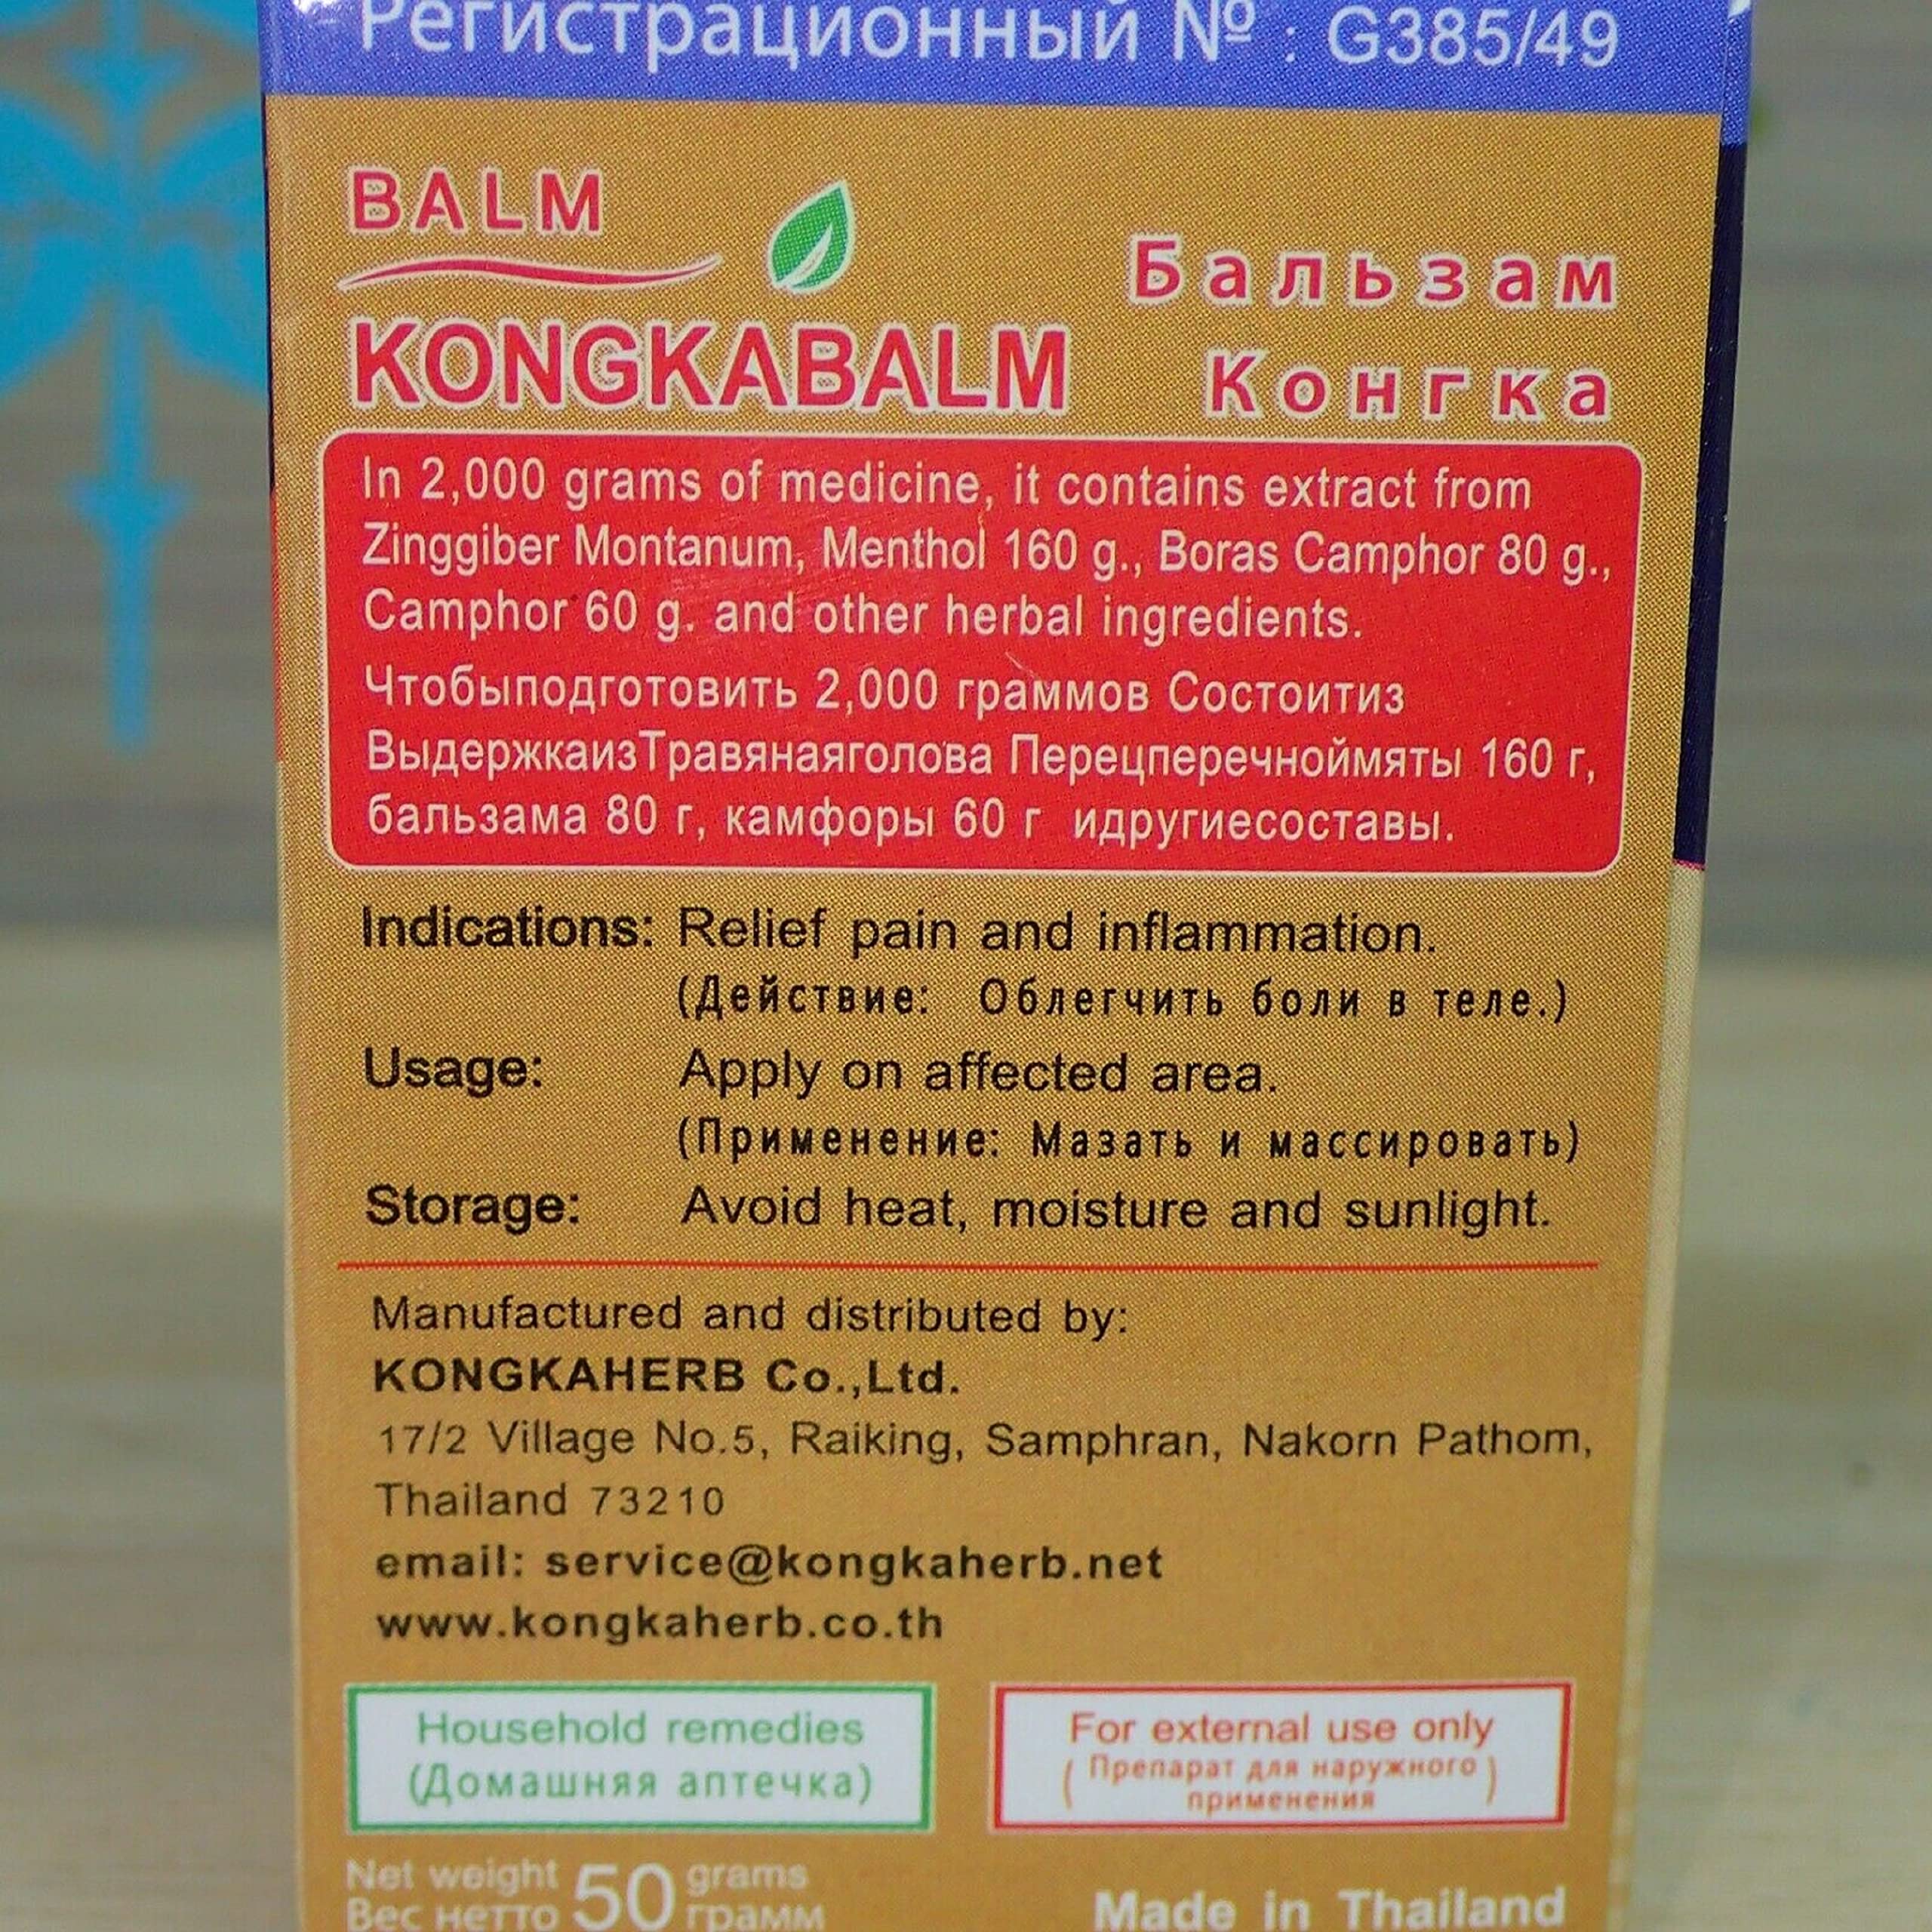 Регистрационный № : G385/49
BALM
KONGKABALM
Бальзам
Конгка
In 2,000 grams of medicine, it contains extract from
Zinggiber Montanum, Menthol 160 g., Boras Camphor 80 g.,
Camphor 60 g. and other herbal ingredients.
Чтобыподготовить 2,000 граммов Состоитиз
ВыдержкаизТравянаяголова Перецперечноймяты 160 г,
бальзама 80 г, камфоры 60 г идругиесоставы.
Indications: Relief pain and inflammation.
(Действие: Облегчить боли в теле.)
Usage: Apply on affected area.
(Применение: Мазать и массировать)
Storage: Avoid heat, moisture and sunlight.
Manufactured and distributed by:
KONGKAHERB Co.,Ltd.
17/2 Village No.5, Raiking, Samphran, Nakorn Pathom,
Thailand 73210
email: service@kongkaherb.net
www.kongkaherb.co.th
Household remedies
(Домашняя аптечка)
For external use only
(Препарат для наружного
применения)
Net weight 50 grams
Вес нетто грамм
Made in Thailand